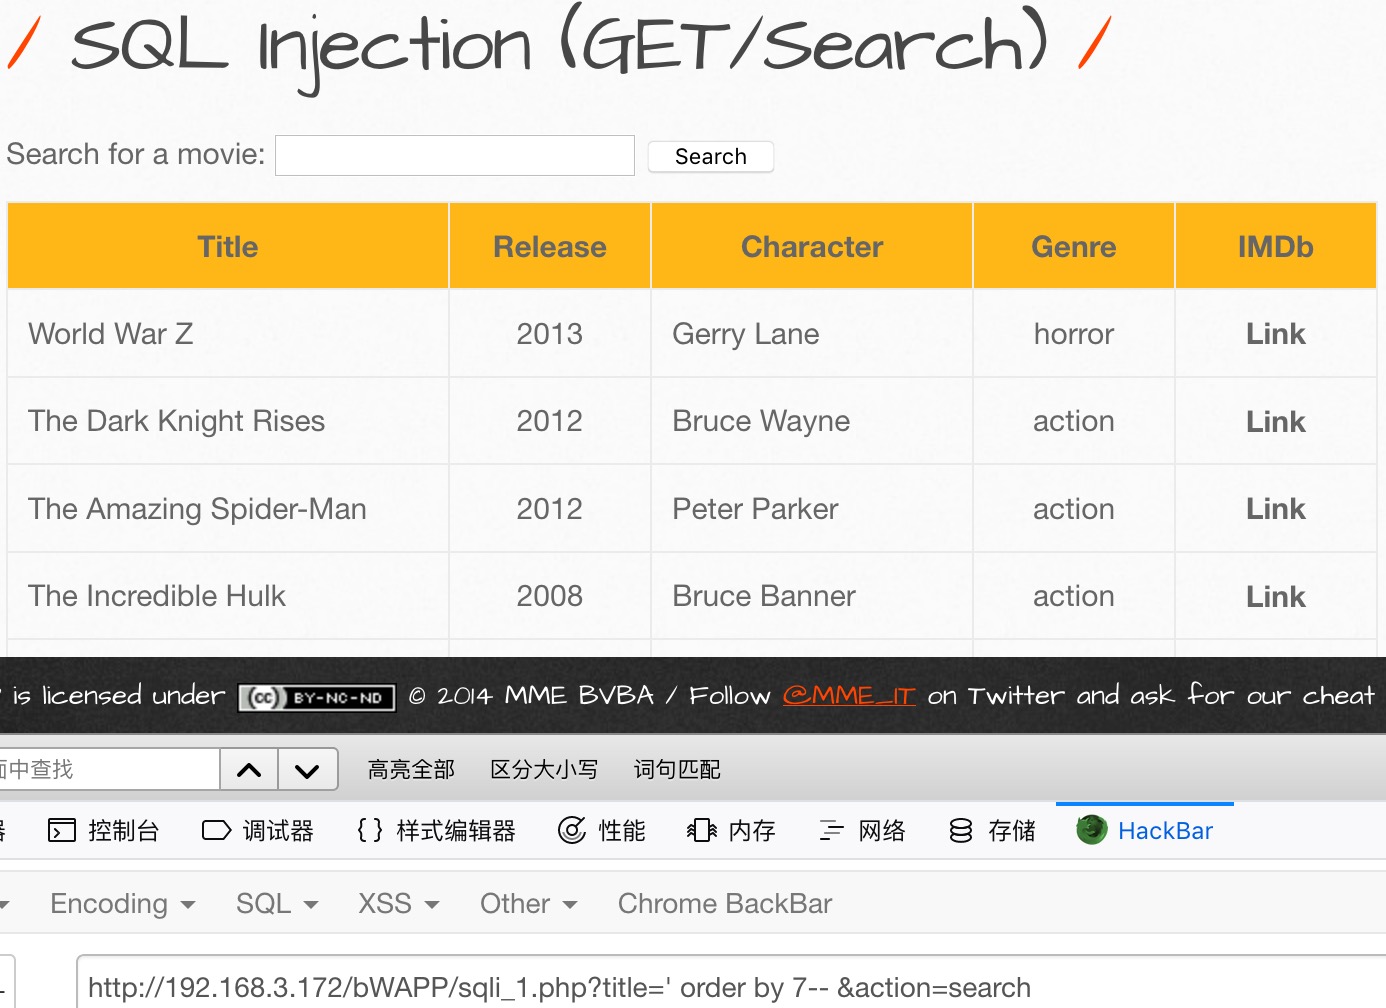 / SQL Injection (GET/Search) /
Search for a movie: Search
Title Release Character Genre IMDb
World War Z 2013 Gerry Lane horror Link
The Dark Knight Rises 2012 Bruce Wayne action Link
The Amazing Spider-Man 2012 Peter Parker action Link
The Incredible Hulk 2008 Bruce Banner action Link
is licensed under (cc) BY-NC-ND © 2014 MME BVBA / Follow @MME_IT on Twitter and ask for our cheat
面中查找 高亮全部 区分大小写 词句匹配
器 控制台 调试器 {} 样式编辑器 性能 内存 网络 存储 HackBar
Encoding SQL XSS Other Chrome BackBar
http://192.168.3.172/bWAPP/sqli_1.php?title=' order by 7-- &action=search